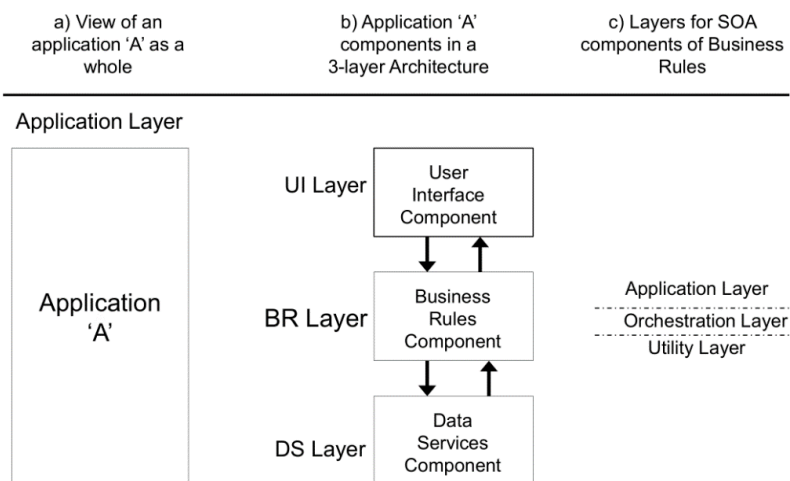 a) View of an
application ‘A’ as a
whole
b) Application ‘A’
components in a
3-layer Architecture
c) Layers for SOA
components of Business
Rules
Application Layer
Application
‘A’
UI Layer
User
Interface
Component
BR Layer
Business
Rules
Component
DS Layer
Data
Services
Component
Application Layer
Orchestration Layer
Utility Layer